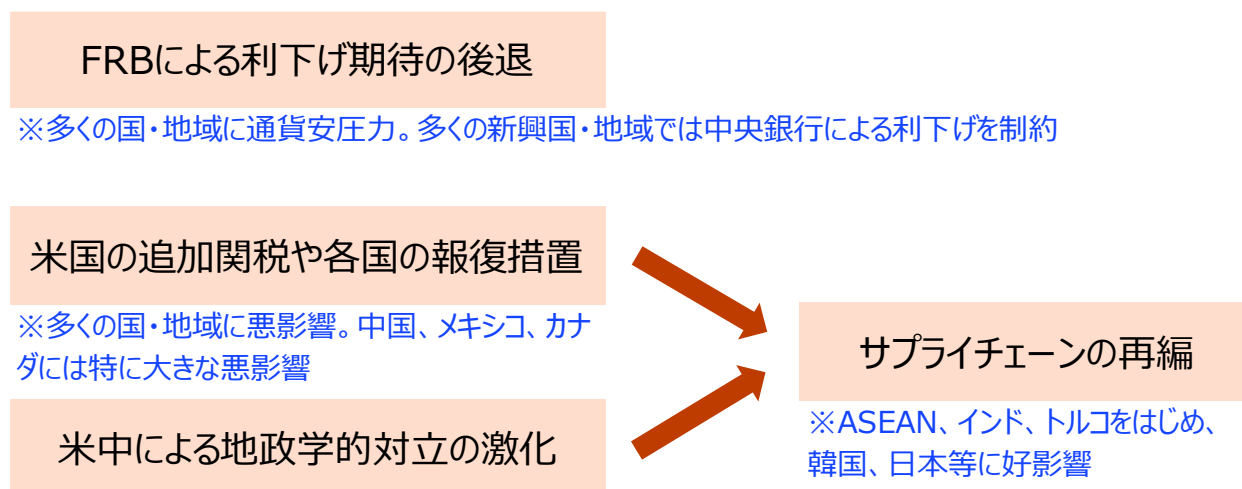 FRBによる利下げ期待の後退
※多くの国・地域に通貨安圧力。多くの新興国・地域では中央銀行による利下げを制約
米国の追加関税や各国の報復措置
※多くの国・地域に悪影響。中国、メキシコ、カナ
ダには特に大きな悪影響
米中による地政学的対立の激化
サプライチェーンの再編
※ASEAN、インド、トルコをはじめ、
韓国、日本等に好影響